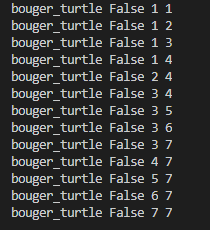 bouger_turtle False 1 1
bouger_turtle False 1 2
bouger_turtle False 1 3
bouger_turtle False 1 4
bouger_turtle False 2 4
bouger_turtle False 3 4
bouger_turtle False 3 5
bouger_turtle False 3 6
bouger_turtle False 3 7
bouger_turtle False 4 7
bouger_turtle False 5 7
bouger_turtle False 6 7
bouger_turtle False 7 7